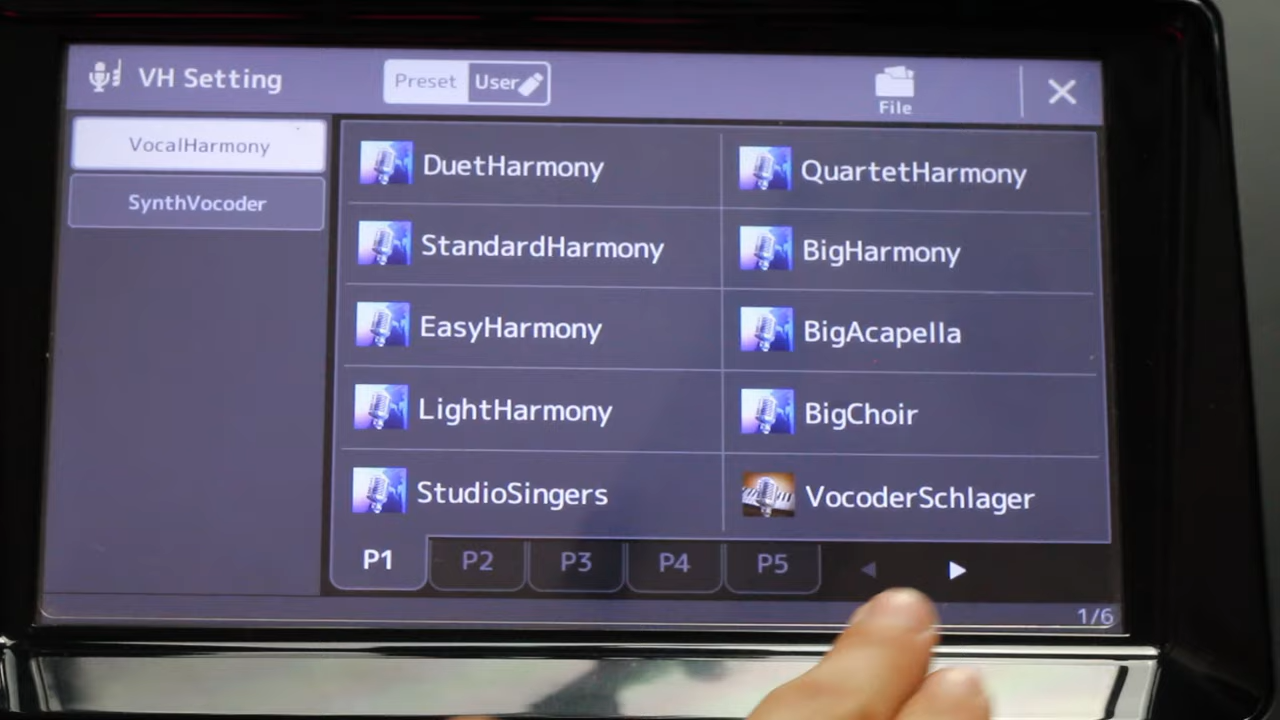 VH Setting
Preset
User
File
VocalHarmony
SynthVocoder
DuetHarmony
QuartetHarmony
StandardHarmony
BigHarmony
EasyHarmony
BigAcapella
LightHarmony
BigChoir
StudioSingers
VocoderSchlager
P1
P2
P3
P4
P5
1/6